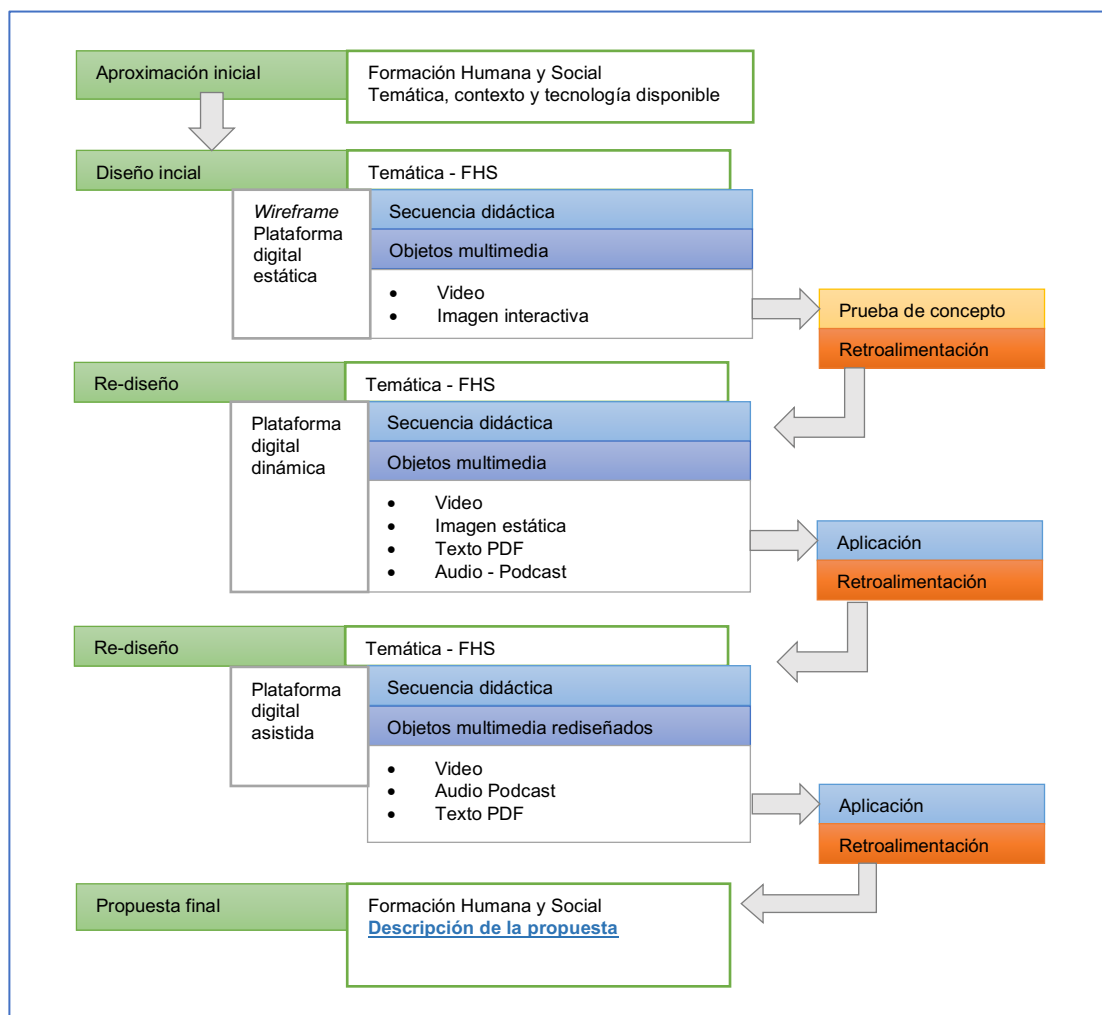 Aproximación inicial
Formación Humana y Social
Temática, contexto y tecnología disponible
Diseño incial
Temática - FHS
Wireframe
Plataforma
digital
estática
Secuencia didáctica
Objetos multimedia
• Video
• Imagen interactiva
Prueba de concepto
Retroalimentación
Re-diseño
Temática - FHS
Plataforma
digital
dinámica
Secuencia didáctica
Objetos multimedia
• Video
• Imagen estática
• Texto PDF
• Audio - Podcast
Aplicación
Retroalimentación
Re-diseño
Temática - FHS
Plataforma
digital
asistida
Secuencia didáctica
Objetos multimedia rediseñados
• Video
• Audio Podcast
• Texto PDF
Aplicación
Retroalimentación
Propuesta final
Formación Humana y Social
Descripción de la propuesta